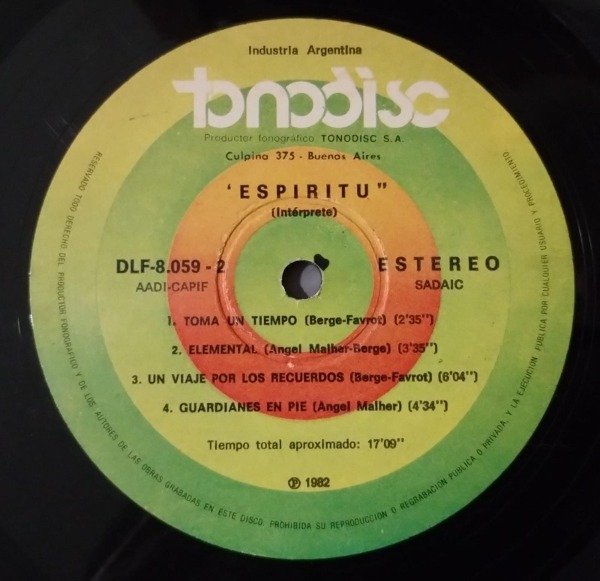 Industria Argentina
tonodisc
Productor fonográfico TONODISC S.A.
Culpina 375 - Buenos Aires
'ESPIRITU"
(Intérprete)
DLF-8.059 - 2
AADI-CAPIF
ESTEREO
SADAIC
1. TOMA UN TIEMPO (Berge-Favrot) (2'35'')
2. ELEMENTAL (Angel Malher-Berge) (3'35'')
3. UN VIAJE POR LOS RECUERDOS (Berge-Favrot) (6'04'')
4. GUARDIANES EN PIE (Angel Malher) (4'34'')
Tiempo total aproximado: 17'09''
℗ 1982
RESERVADO TODO DERECHO DEL PRODUCTOR FONOGRAFICO Y DE LOS AUTORES DE LAS OBRAS GRABADAS EN ESTE DISCO. PROHIBIDA SU REPRODUCCION O REGRABACION PUBLICA O PRIVADA, Y LA EJECUCION PUBLICA POR CUALQUIER USUARIO Y PROCEDIMIENTO